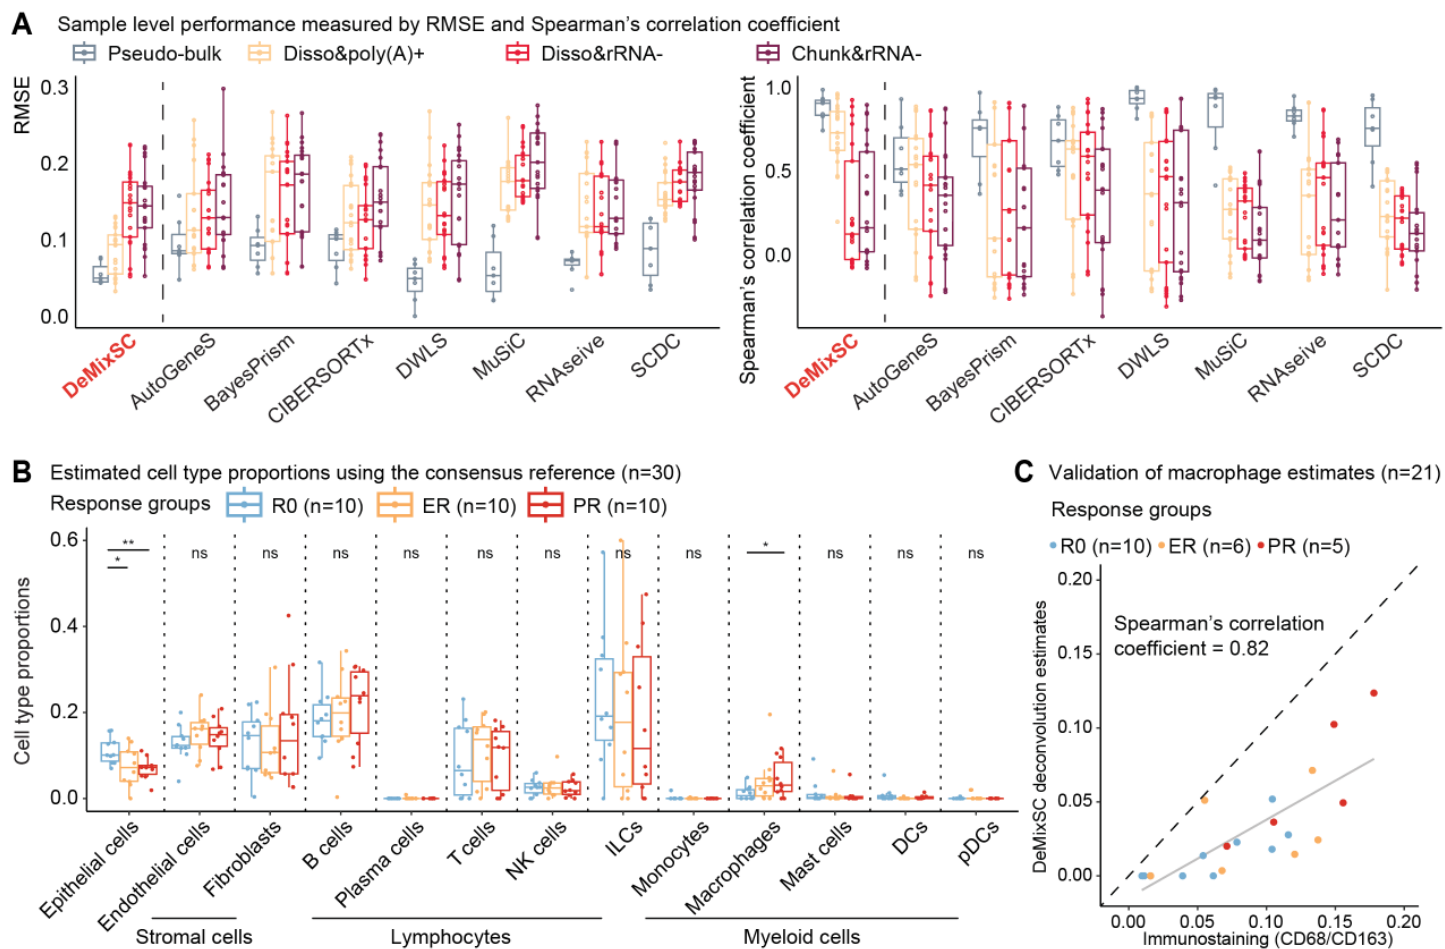 A Sample level performance measured by RMSE and Spearman's correlation coefficient
Pseudo-bulk Disso&poly(A)+ Disso&rRNA- Chunk&rRNA-
RMSE
0.3
0.2
0.1
0.0
DeMixSC
AutoGeneS
BayesPrism
CIBERSORTx
DWLS
MuSiC
RNAseive
SCDC
Spearman's correlation coefficient
1.0
0.5
0.0
DeMixSC
AutoGeneS
BayesPrism
CIBERSORTx
DWLS
MuSiC
RNAseive
SCDC
B Estimated cell type proportions using the consensus reference (n=30)
Response groups R0 (n=10) ER (n=10) PR (n=10)
Cell type proportions
0.6
0.4
0.2
0.0
**
*
ns
ns
ns
ns
ns
ns
ns
ns
*
ns
ns
ns
Epithelial cells
Endothelial cells
Fibroblasts
B cells
Plasma cells
T cells
NK cells
ILCs
Monocytes
Macrophages
Mast cells
DCs
pDCs
Stromal cells
Lymphocytes
Myeloid cells
C Validation of macrophage estimates (n=21)
Response groups
R0 (n=10) ER (n=6) PR (n=5)
DeMixSC deconvolution estimates
0.20
0.15
0.10
0.05
0.00
Spearman's correlation
coefficient = 0.82
0.00 0.05 0.10 0.15 0.20
Immunostaining (CD68/CD163)